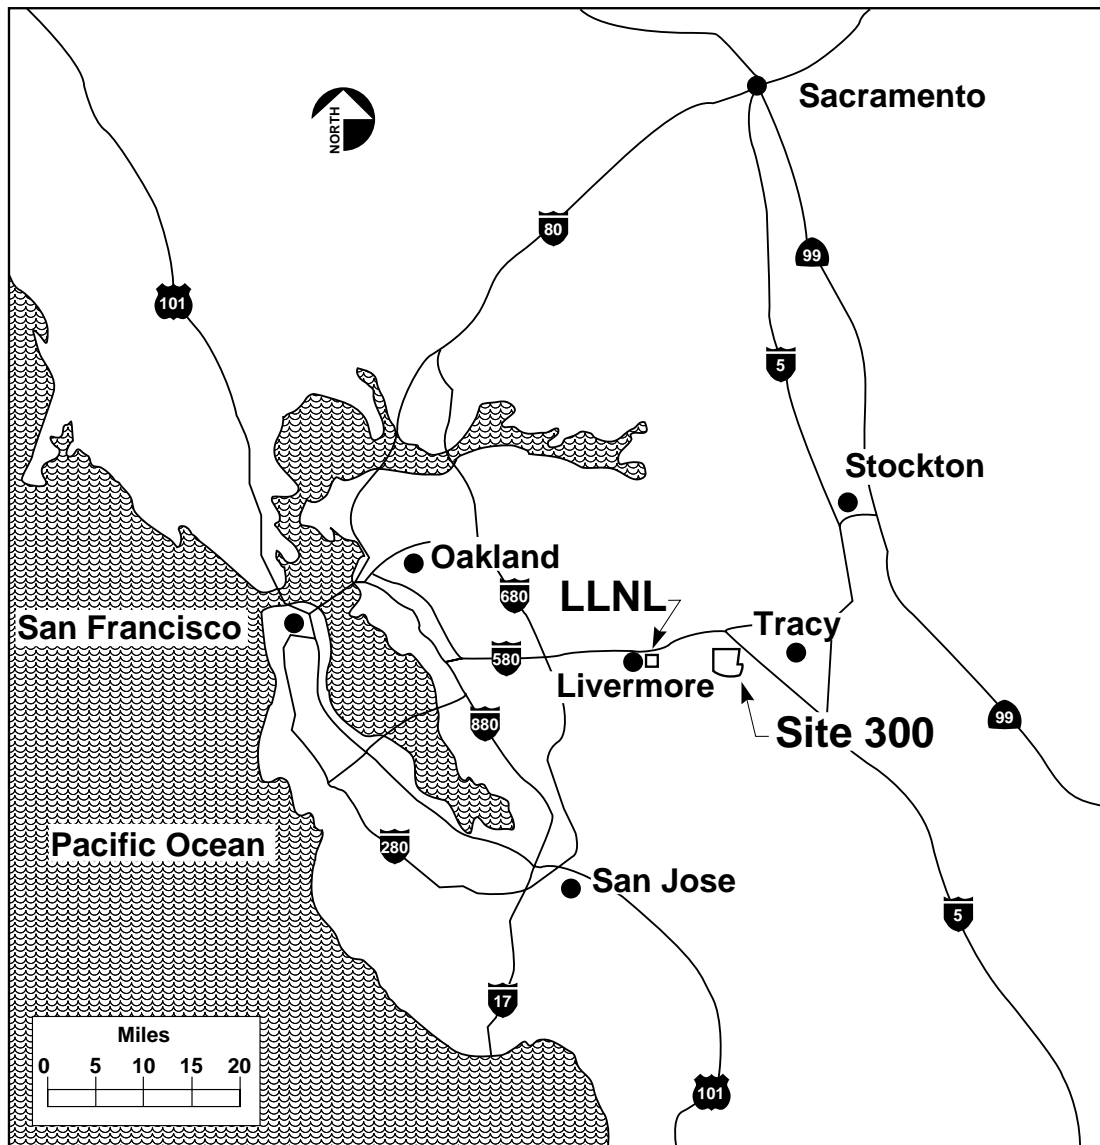 Sacramento
NORTH
80
99
101
5
Stockton
Oakland
680
LLNL
San Francisco
Tracy
580
Livermore
99
880
Site 300
Pacific Ocean
280
San Jose
5
17
Miles
0 5 10 15 20
101